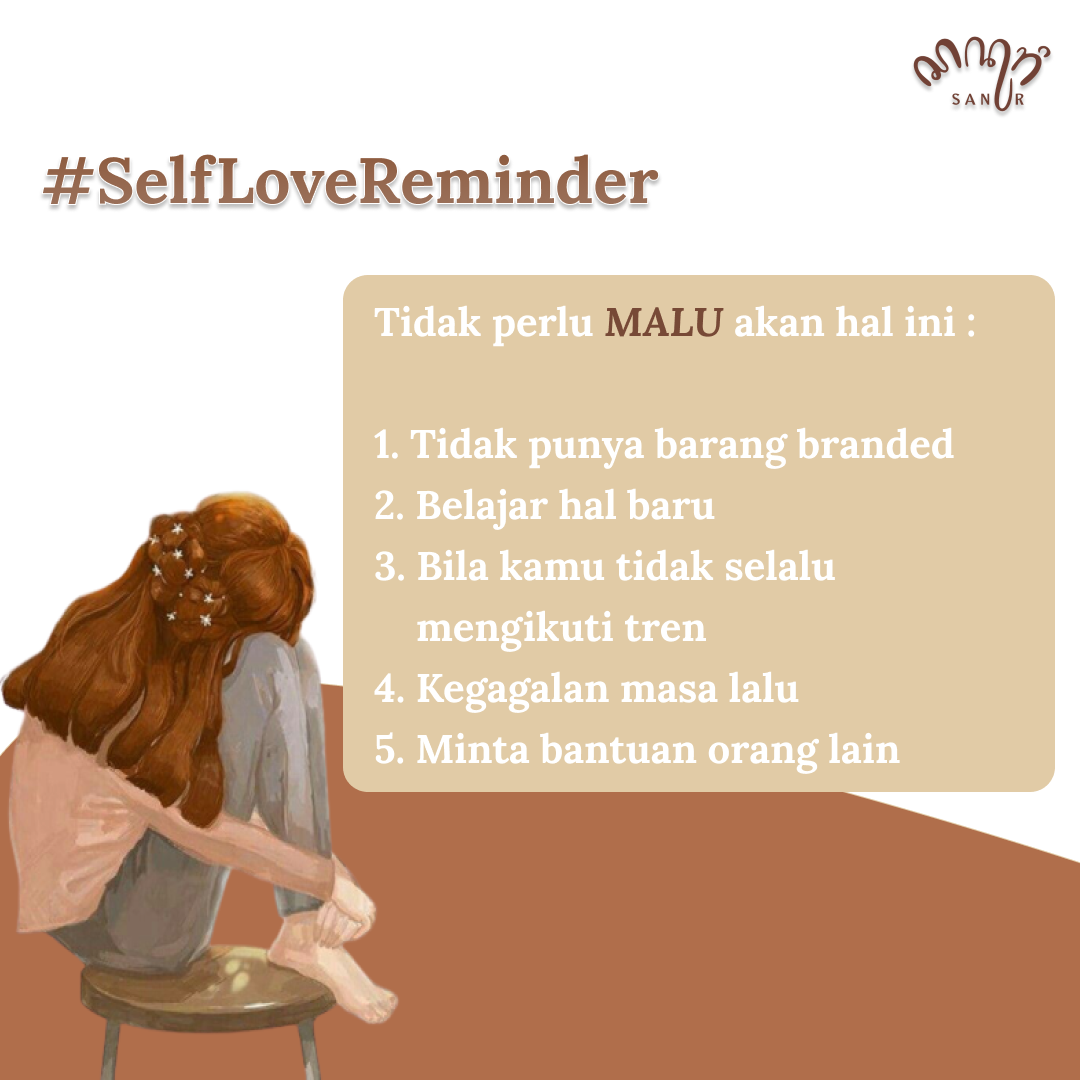 SANUR
#SelfLoveReminder
Tidak perlu MALU akan hal ini :
1. Tidak punya barang branded
2. Belajar hal baru
3. Bila kamu tidak selalu
mengikuti tren
4. Kegagalan masa lalu
5. Minta bantuan orang lain